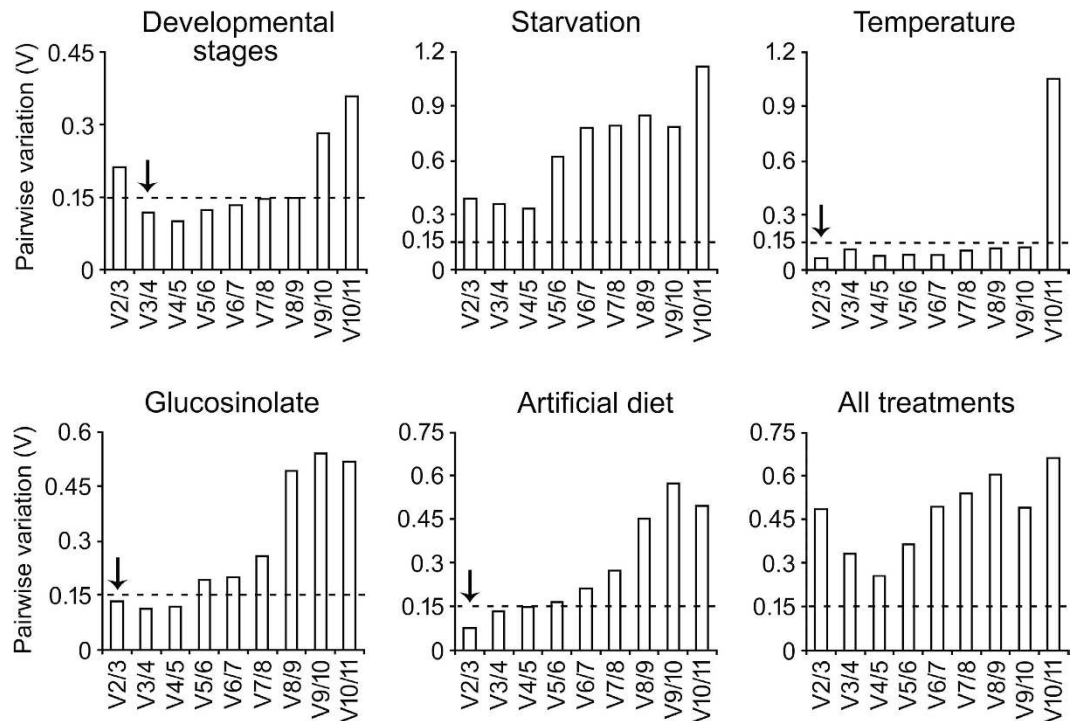 Developmental
stages
Starvation
Temperature
Pairwise variation (V)
0.45
0.3
0.15
0
V2/3
V3/4
V4/5
V5/6
V6/7
V7/8
V8/9
V9/10
V10/11
1.2
0.9
0.6
0.3
0.15
0
V2/3
V3/4
V4/5
V5/6
V6/7
V7/8
V8/9
V9/10
V10/11
1.2
0.9
0.6
0.3
0.15
0
V2/3
V3/4
V4/5
V5/6
V6/7
V7/8
V8/9
V9/10
V10/11
Glucosinolate
Artificial diet
All treatments
Pairwise variation (V)
0.6
0.45
0.3
0.15
0
V2/3
V3/4
V4/5
V5/6
V6/7
V7/8
V8/9
V9/10
V10/11
0.75
0.6
0.45
0.3
0.15
0
V2/3
V3/4
V4/5
V5/6
V6/7
V7/8
V8/9
V9/10
V10/11
0.75
0.6
0.45
0.3
0.15
0
V2/3
V3/4
V4/5
V5/6
V6/7
V7/8
V8/9
V9/10
V10/11